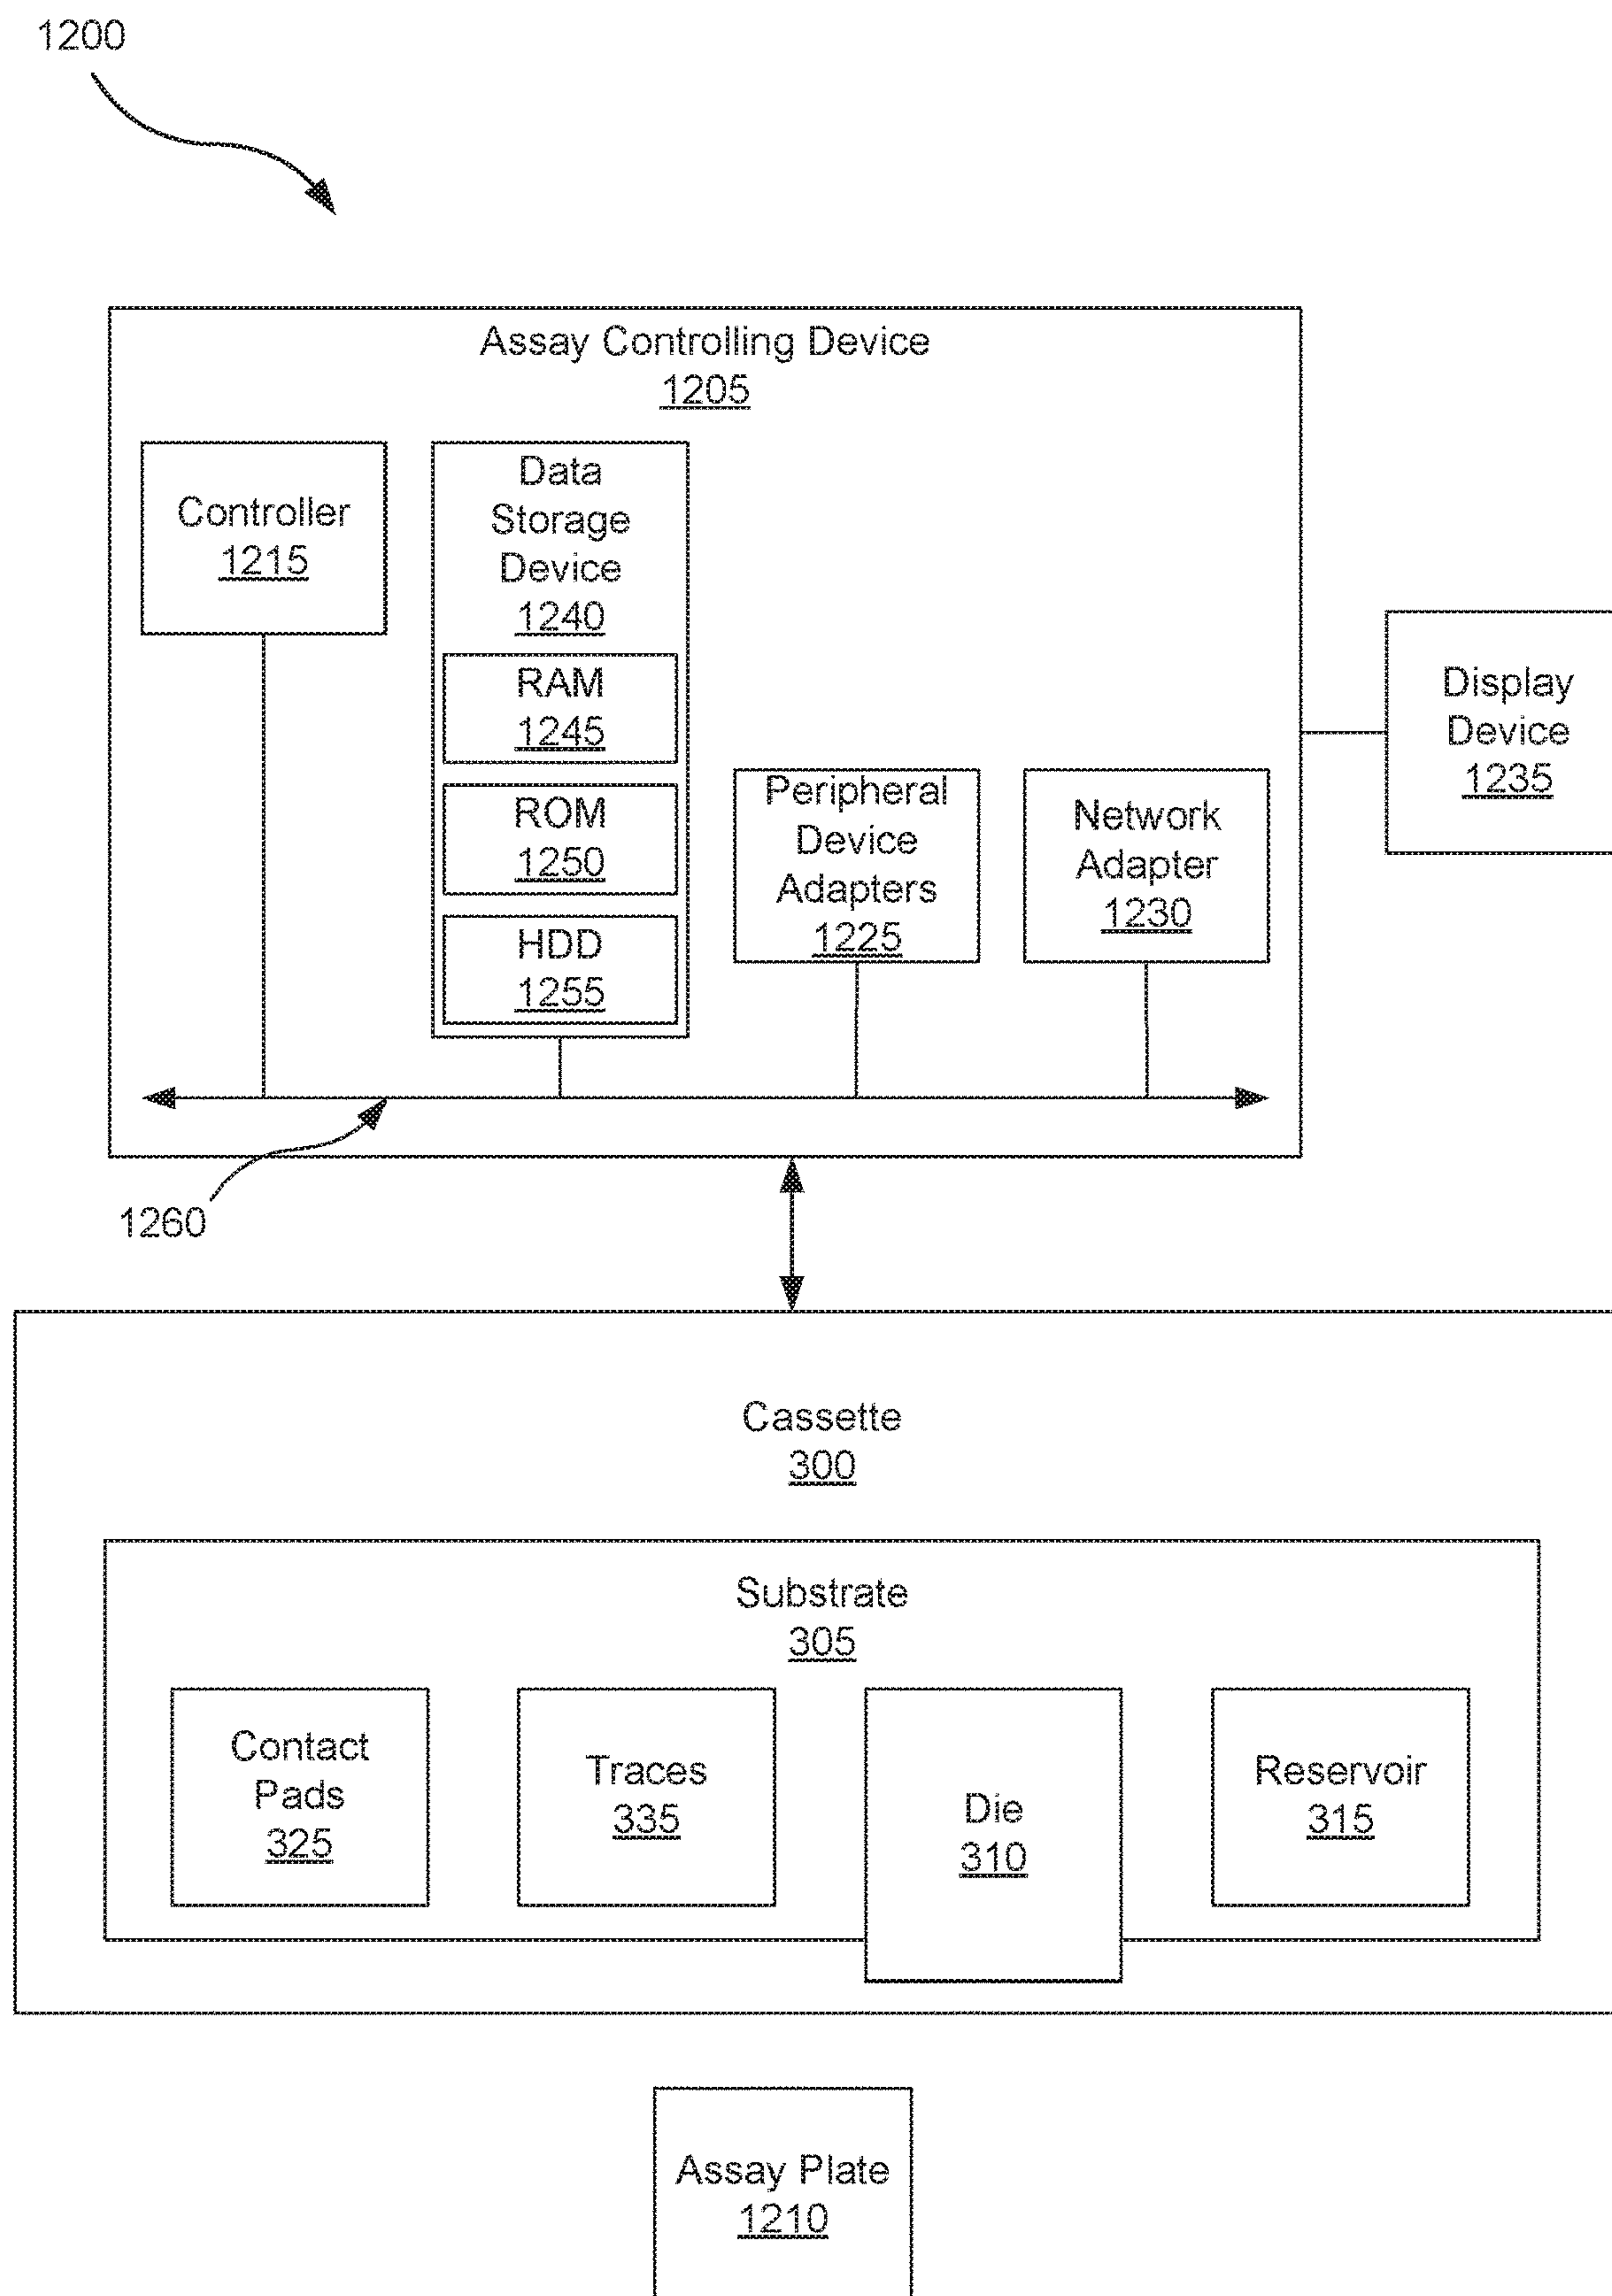 1200
Assay Controlling Device
1205
Controller
1215
Data
Storage
Device
1240
RAM
1245
ROM
1250
HDD
1255
Peripheral
Device
Adapters
1225
Network
Adapter
1230
Display
Device
1235
1260
Cassette
300
Substrate
305
Contact
Pads
325
Traces
335
Die
310
Reservoir
315
Assay Plate
1210